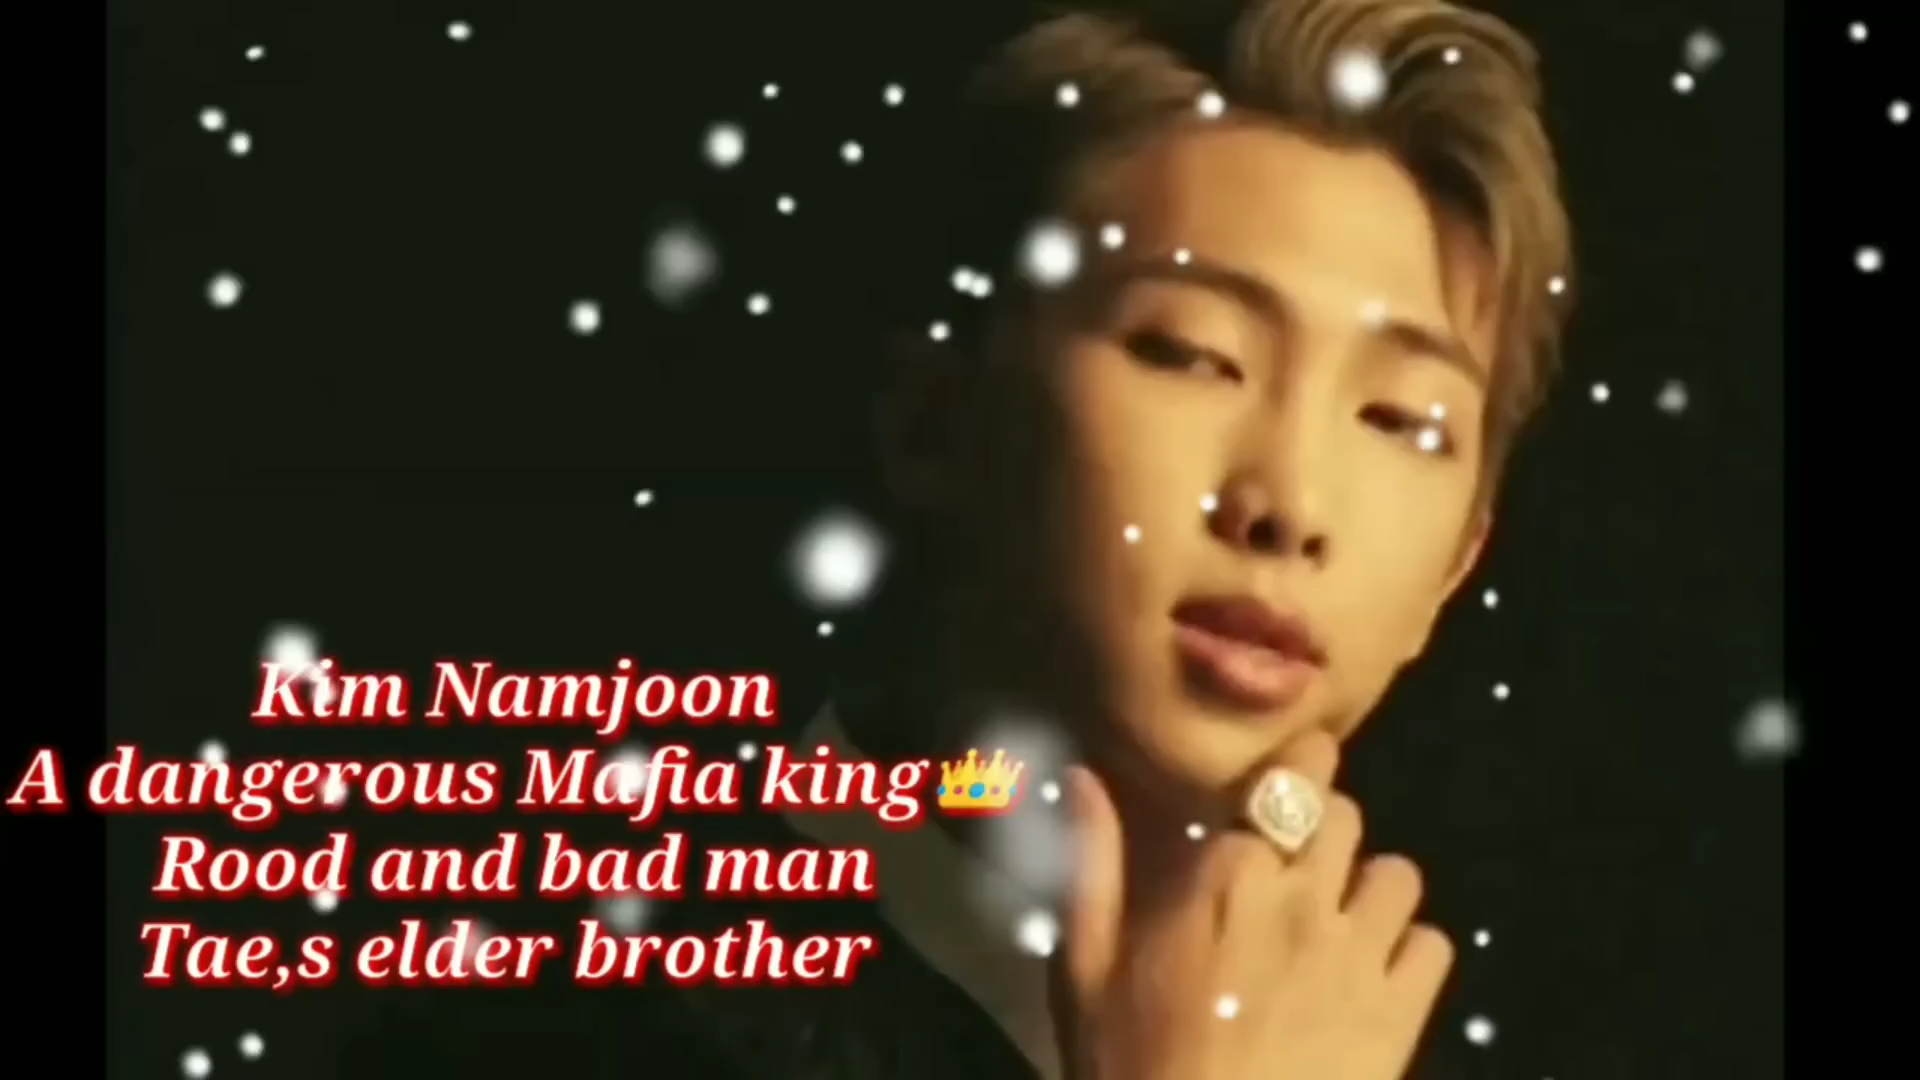 Kim Namjoon
A dangerous Mafia king👑
Rood and bad man
Tae,s elder brother